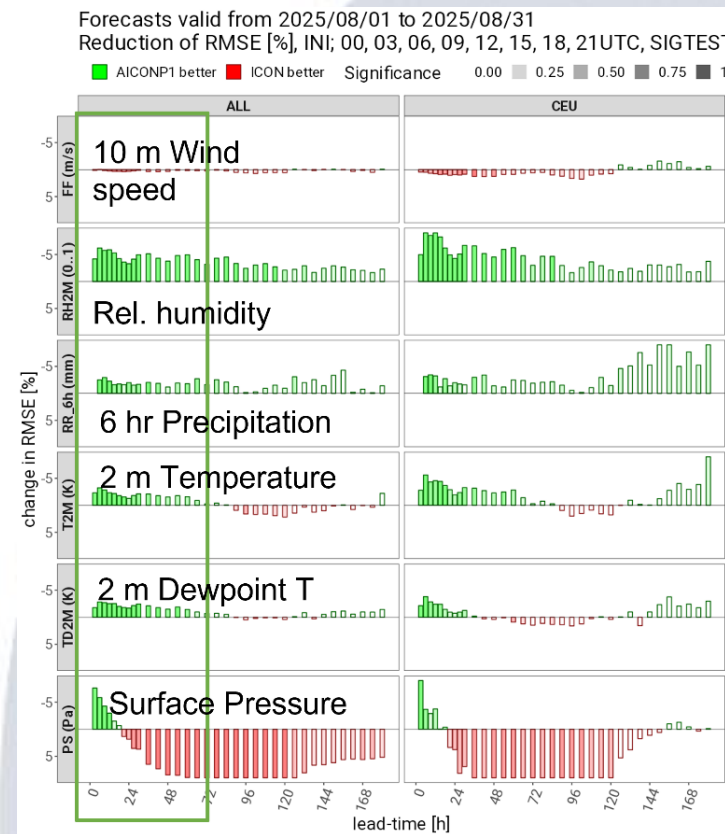 Forecasts valid from 2025/08/01 to 2025/08/31
Reduction of RMSE [%], INI; 00, 03, 06, 09, 12, 15, 18, 21UTC, SIGTEST
AICONP1 better ICON better Significance 0.00 0.25 0.50 0.75 1
ALL CEU
change in RMSE [%]
FF (m/s)
-5
5
10 m Wind
speed
RH2M (0..1)
-5
5
Rel. humidity
RR_6h (mm)
-5
5
6 hr Precipitation
T2M (K)
-5
5
2 m Temperature
TD2M (K)
-5
5
2 m Dewpoint T
PS (Pa)
-5
5
Surface Pressure
0 24 48 72 96 120 144 168 0 24 48 72 96 120 144 168
lead-time [h]